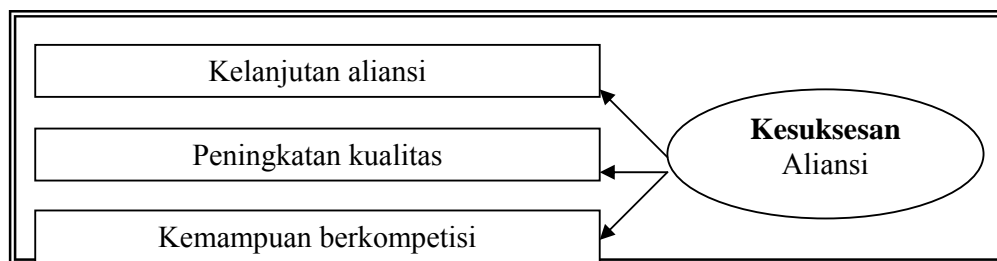 Kelanjutan aliansi
Peningkatan kualitas
Kemampuan berkompetisi
Kesuksesan
Aliansi